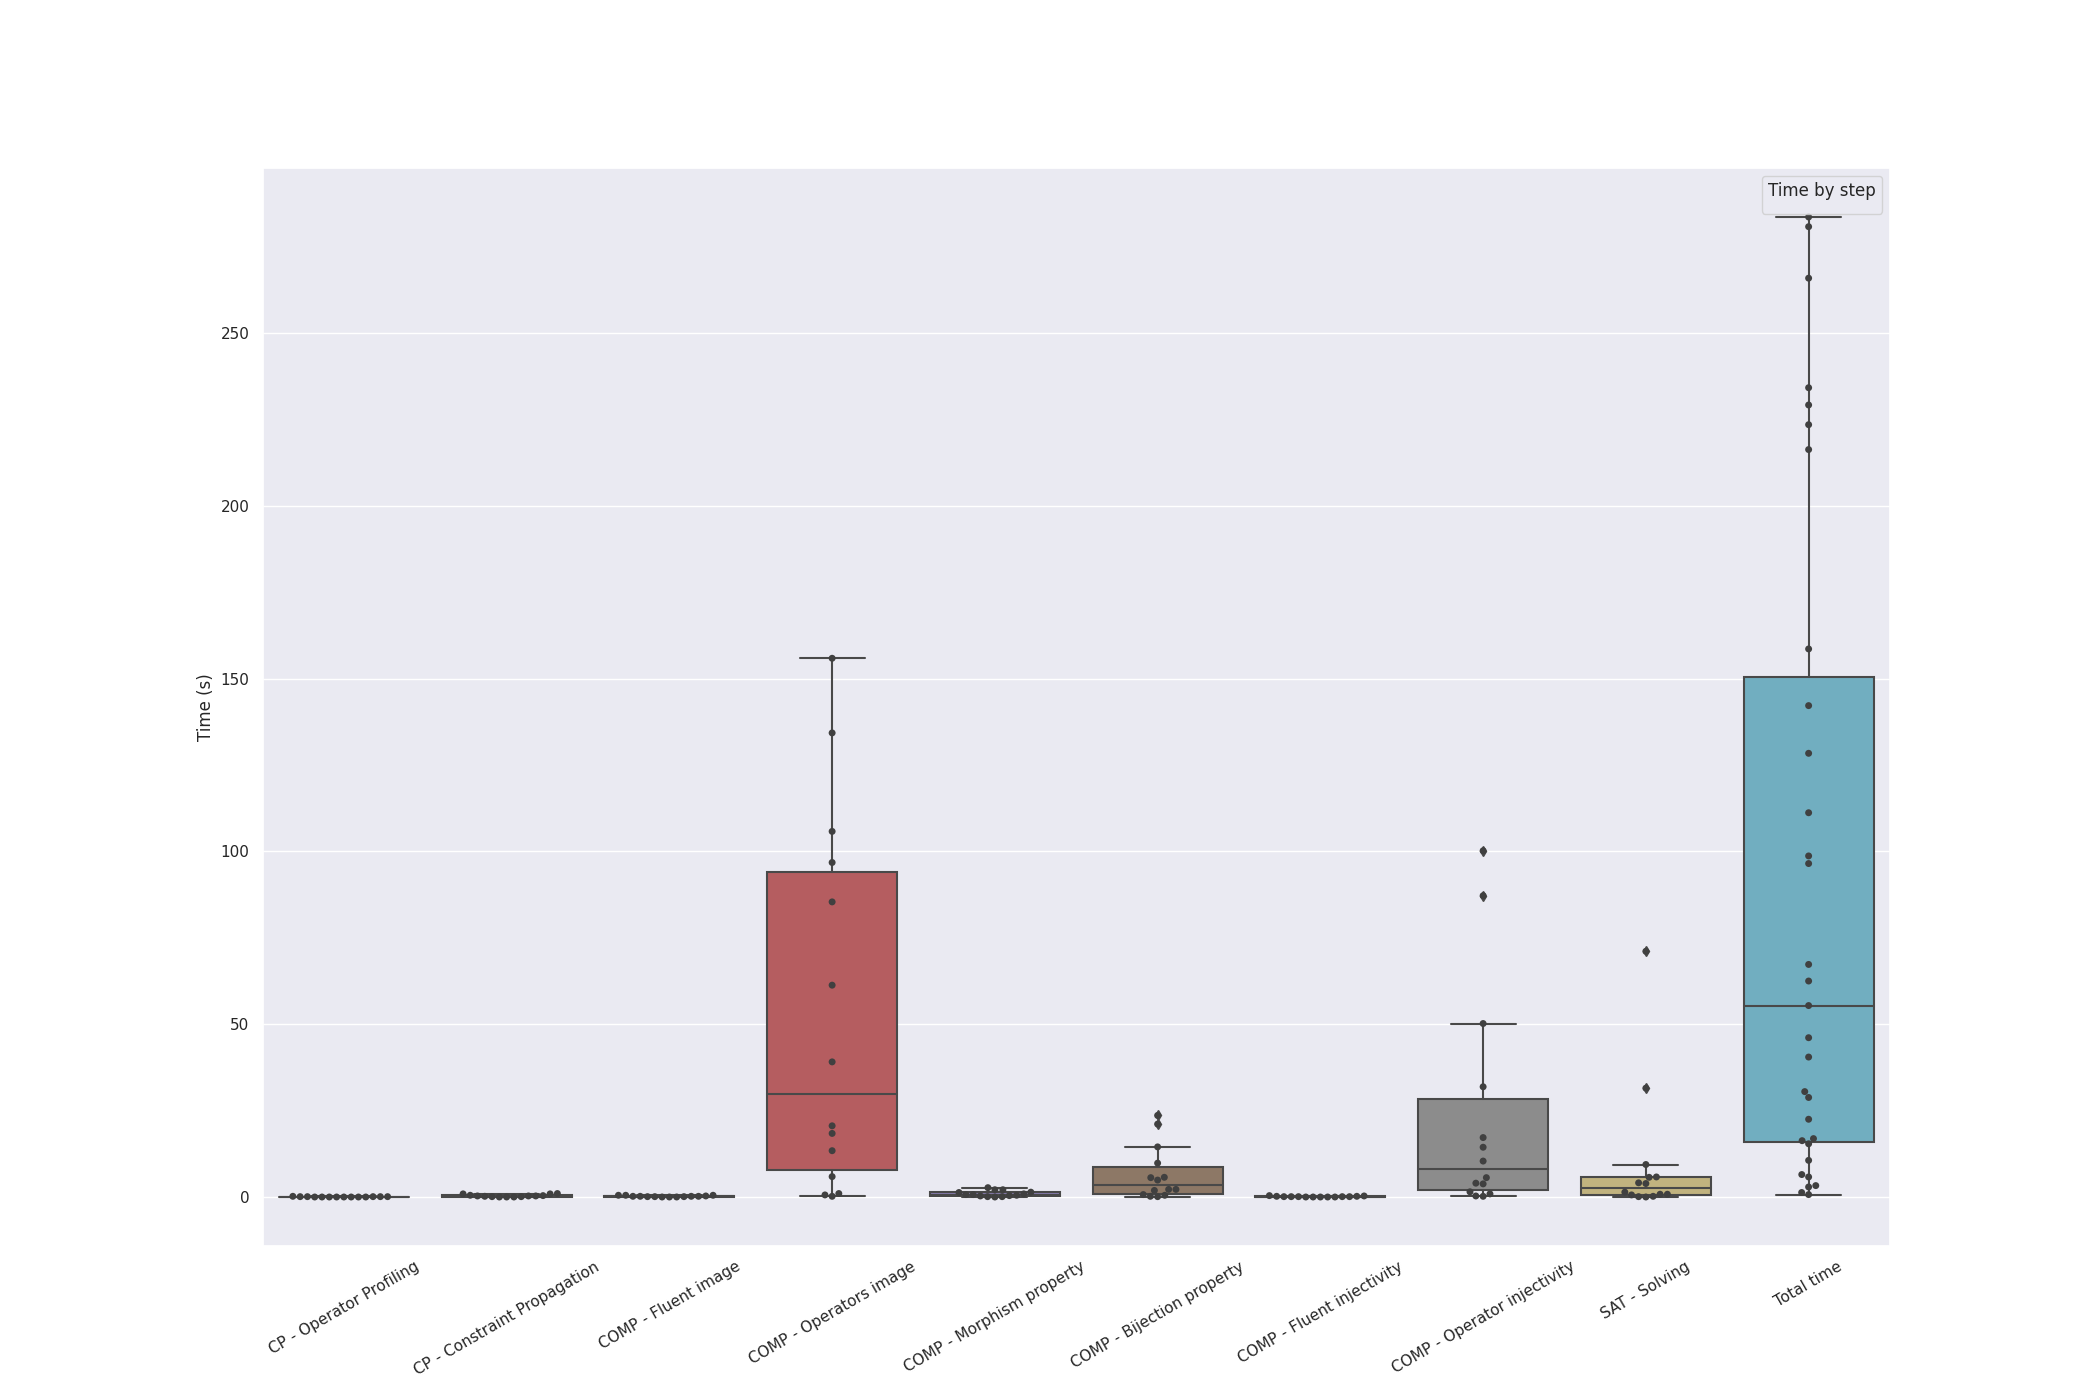 Time by step
250
200
150
100
50
0
Time (s)
CP - Operator Profiling
CP - Constraint Propagation
COMP - Fluent image
COMP - Operators image
COMP - Morphism property
COMP - Bijection property
COMP - Fluent injectivity
COMP - Operator injectivity
SAT - Solving
Total time